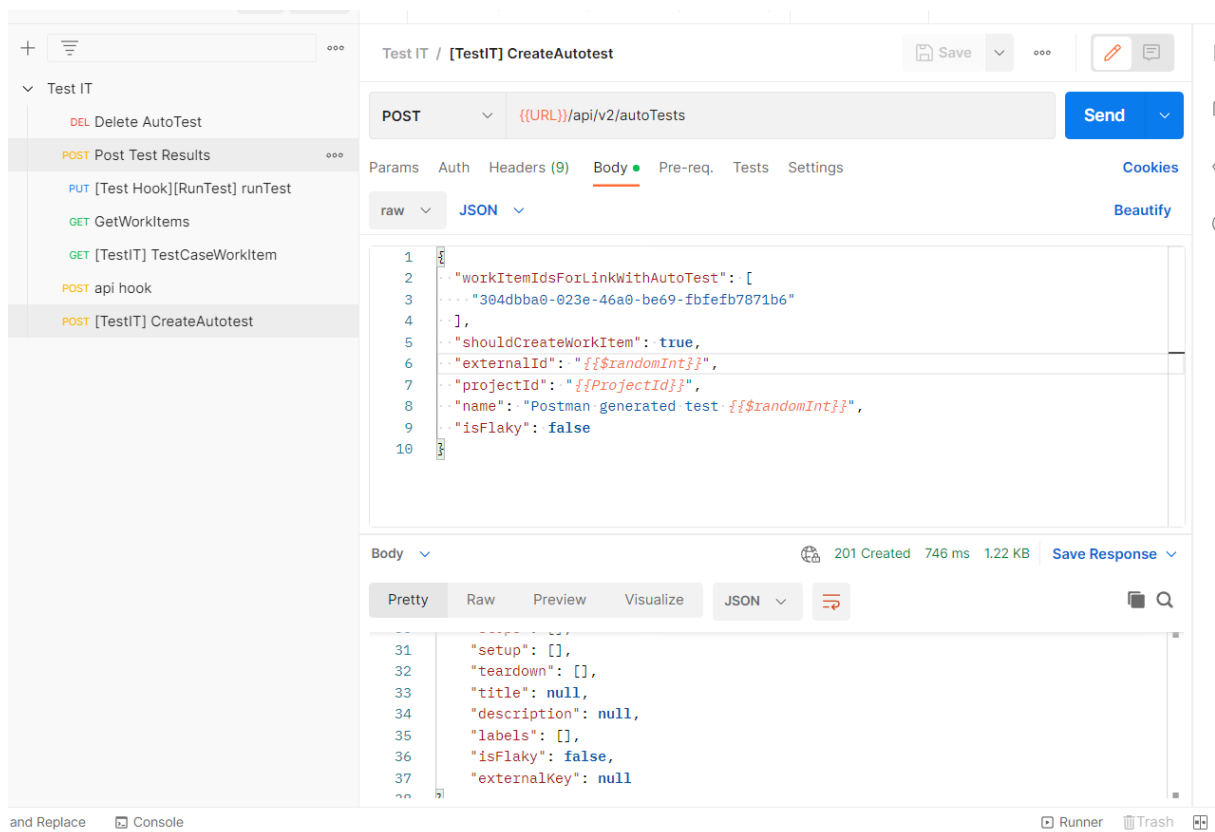 Test IT
DEL Delete AutoTest
POST Post Test Results
PUT [Test Hook][RunTest] runTest
GET GetWorkItems
GET [TestIT] TestCaseWorkItem
POST api hook
POST [TestIT] CreateAutotest
Test IT / [TestIT] CreateAutotest
Save
POST {{URL}}/api/v2/autoTests
Send
Params Auth Headers (9) Body Pre-req. Tests Settings Cookies
raw JSON Beautify
1 {
2 "workItemIdsForLinkWithAutoTest": [
3 "304dbba0-023e-46a0-be69-fbfefb7871b6"
4 ],
5 "shouldCreateWorkItem": true,
6 "externalId": "{{$randomInt}}",
7 "projectId": "{{ProjectId}}",
8 "name": "Postman generated test {{$randomInt}}",
9 "isFlaky": false
10 }
Body 201 Created 746 ms 1.22 KB Save Response
Pretty Raw Preview Visualize JSON
31 "setup": [],
32 "teardown": [],
33 "title": null,
34 "description": null,
35 "labels": [],
36 "isFlaky": false,
37 "externalKey": null
and Replace Console Runner Trash